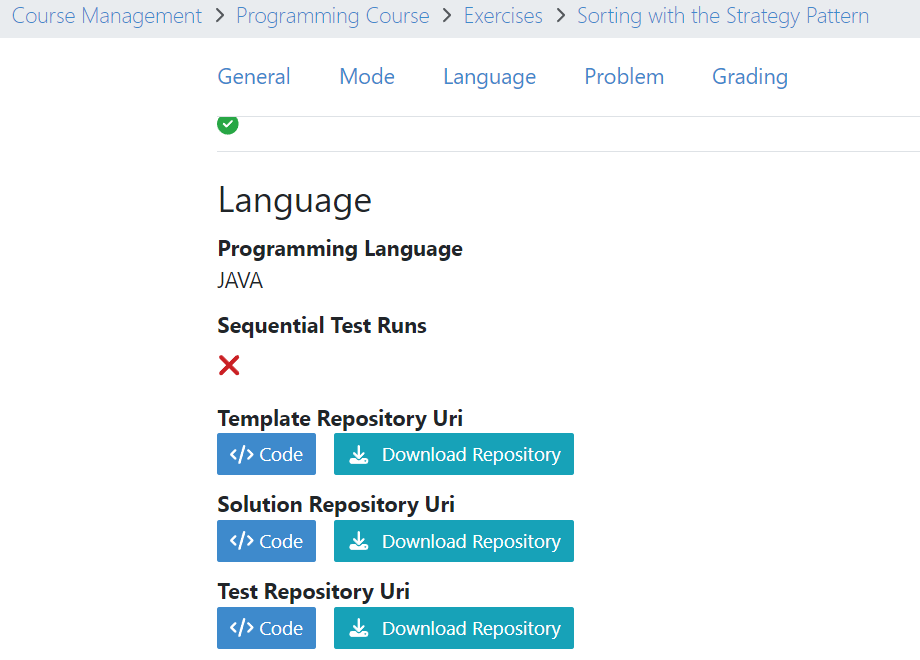 Course Management > Programming Course > Exercises > Sorting with the Strategy Pattern
General Mode Language Problem Grading
Language
Programming Language
JAVA
Sequential Test Runs
Template Repository Uri
</> Code Download Repository
Solution Repository Uri
</> Code Download Repository
Test Repository Uri
</> Code Download Repository